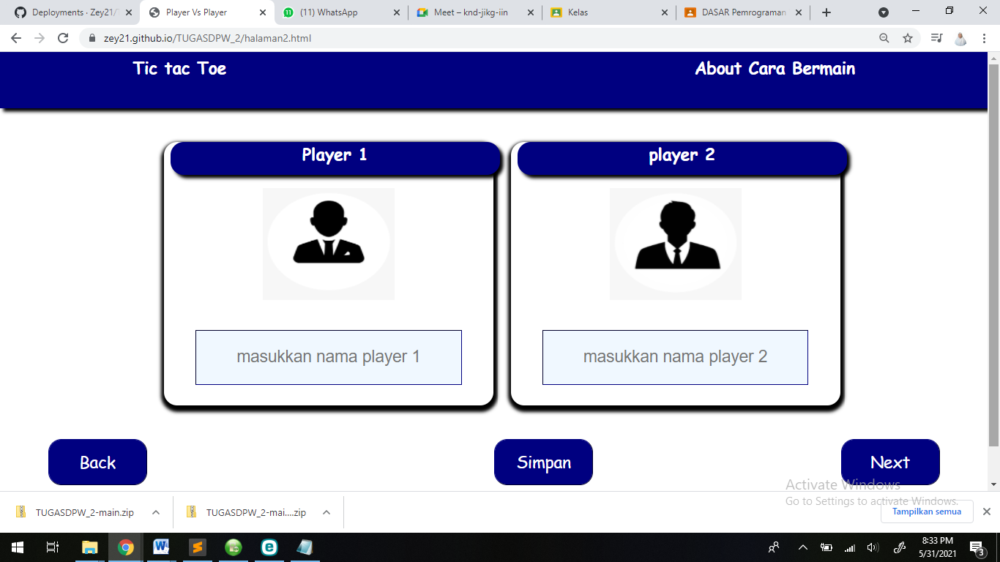 Deployments · Zey21/
Player Vs Player
(11) WhatsApp
Meet – knd-jikg-iin
Kelas
DASAR Pemrograman
zey21.github.io/TUGASDPW_2/halaman2.html
Tic tac Toe
About Cara Bermain
Player 1
player 2
masukkan nama player 1
masukkan nama player 2
Back
Simpan
Next
Activate Windows
Go to Settings to activate Windows.
TUGASDPW_2-main.zip
TUGASDPW_2-mai....zip
Tampilkan semua
8:33 PM
5/31/2021
3